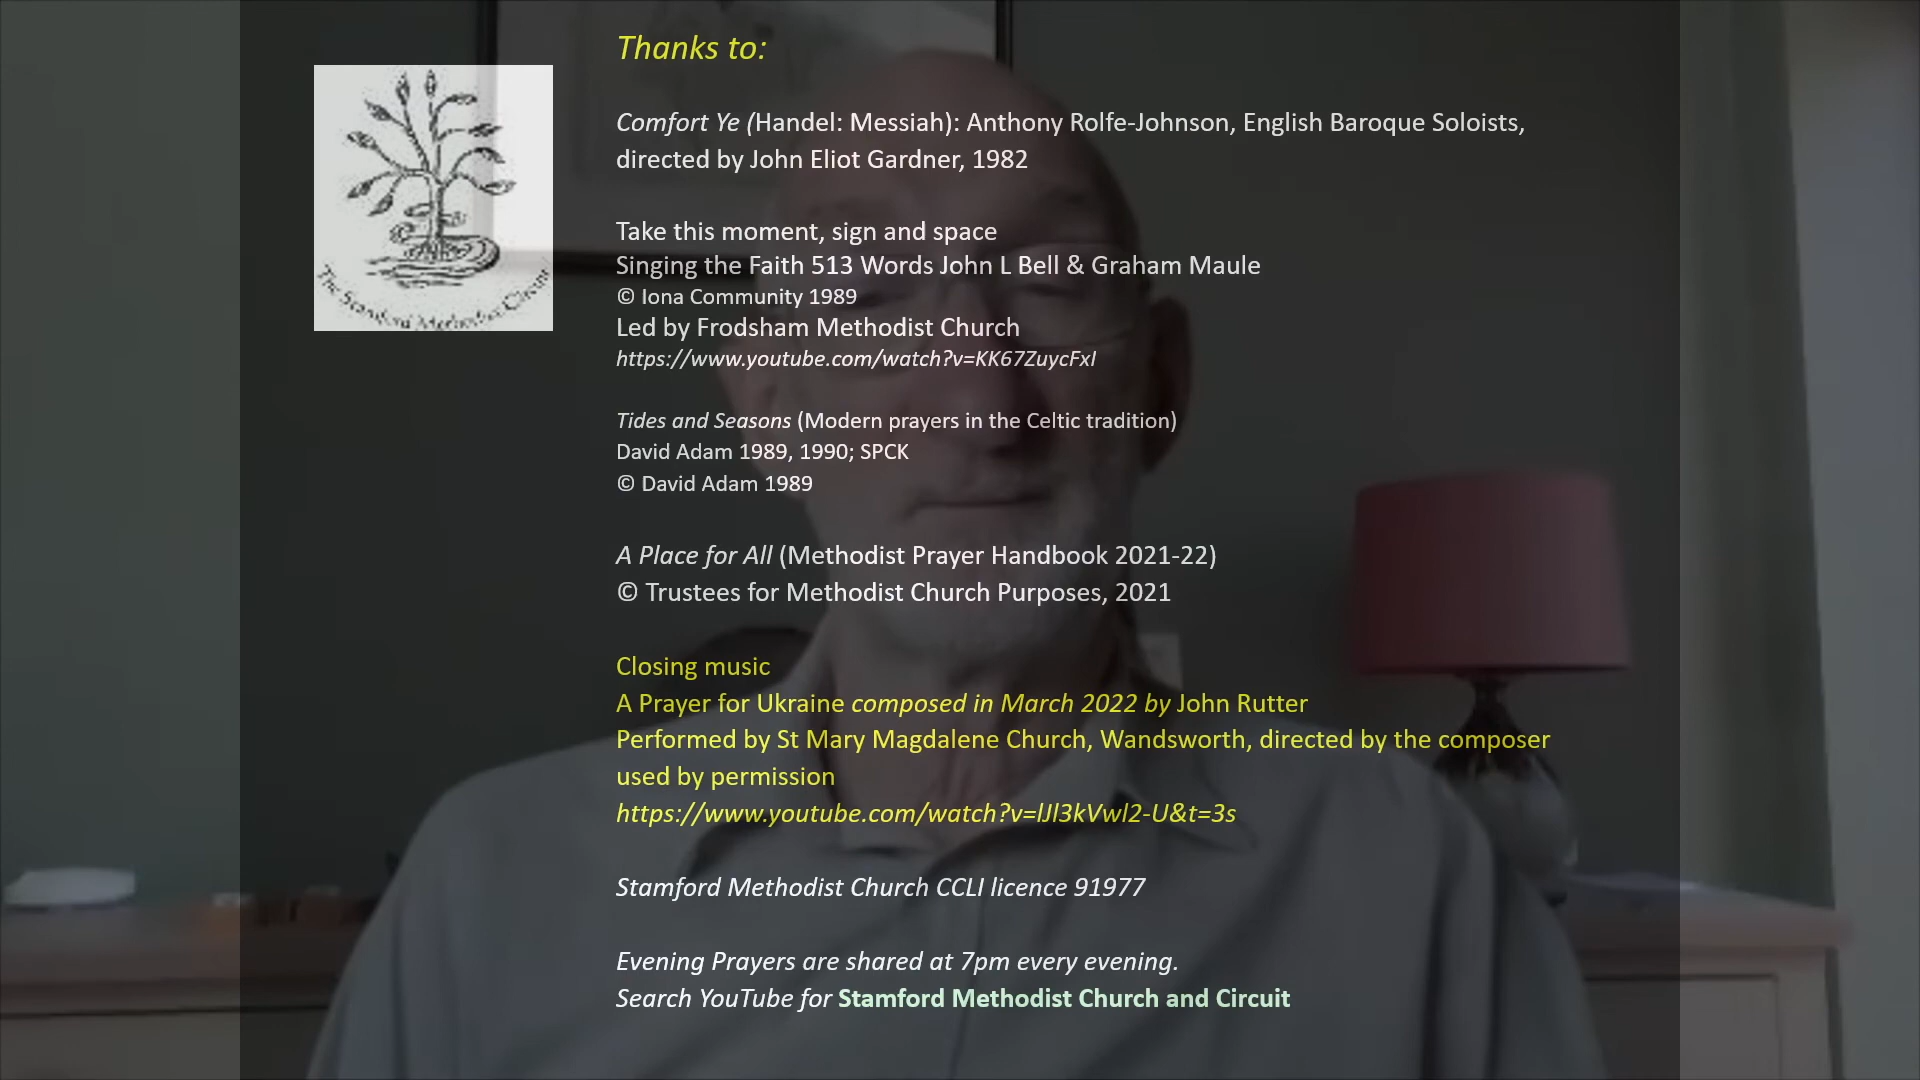 Thanks to:
Comfort Ye (Handel: Messiah): Anthony Rolfe-Johnson, English Baroque Soloists,
directed by John Eliot Gardner, 1982
Take this moment, sign and space
Singing the Faith 513 Words John L Bell & Graham Maule
© Iona Community 1989
Led by Frodsham Methodist Church
https://www.youtube.com/watch?v=KK67ZuycFxI
Tides and Seasons (Modern prayers in the Celtic tradition)
David Adam 1989, 1990; SPCK
© David Adam 1989
A Place for All (Methodist Prayer Handbook 2021-22)
© Trustees for Methodist Church Purposes, 2021
Closing music
A Prayer for Ukraine composed in March 2022 by John Rutter
Performed by St Mary Magdalene Church, Wandsworth, directed by the composer
used by permission
https://www.youtube.com/watch?v=lJl3kVwl2-U&t=3s
Stamford Methodist Church CCLI licence 91977
Evening Prayers are shared at 7pm every evening.
Search YouTube for Stamford Methodist Church and Circuit
The Stamford Methodist Circuit